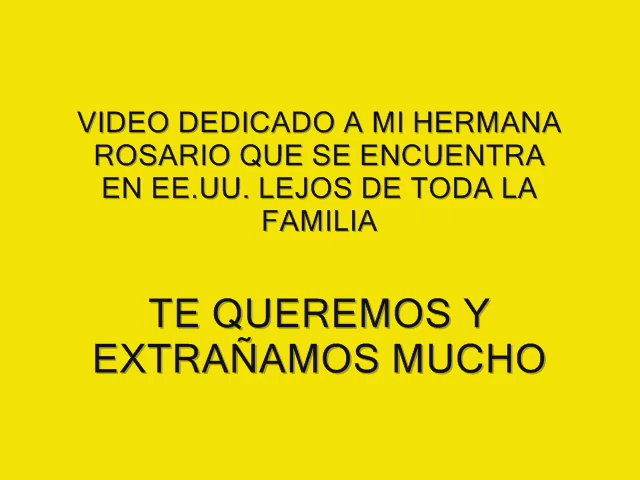 VIDEO DEDICADO A MI HERMANA
ROSARIO QUE SE ENCUENTRA
EN EE.UU. LEJOS DE TODA LA
FAMILIA
TE QUEREMOS Y
EXTRAÑAMOS MUCHO